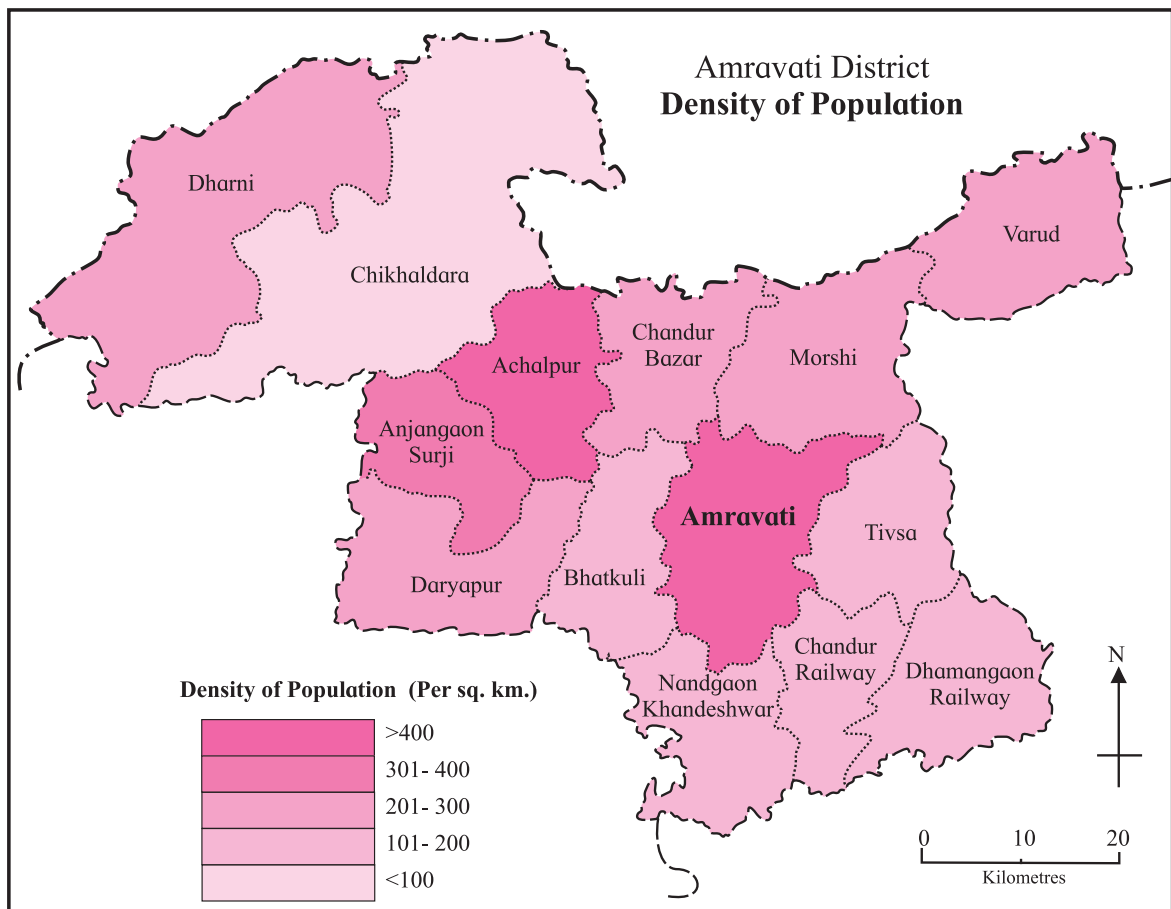 Amravati District
Density of Population
Dharni
Varud
Chikhaldara
Chandur
Bazar
Achalpur
Morshi
Anjangaon
Surji
Amravati
Tivsa
Daryapur
Bhatkuli
Chandur
Railway
Dhamangaon
Railway
Nandgaon
Khandeshwar
N
Density of Population (Per sq. km.)
>400
301- 400
201- 300
101- 200
<100
0 10 20
Kilometres